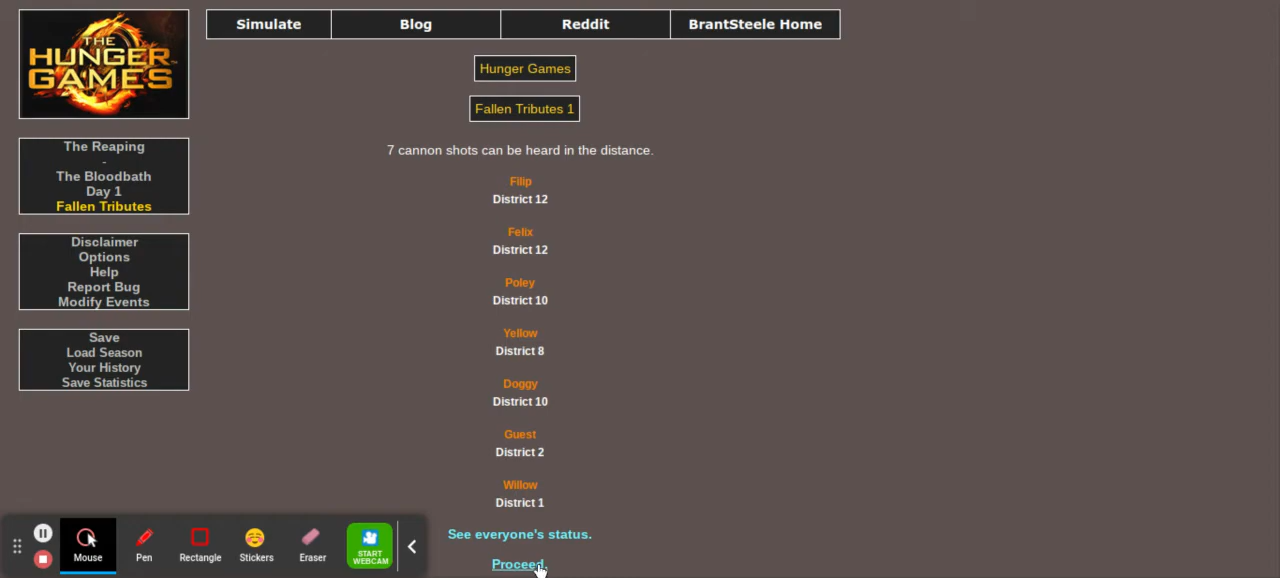 THE
HUNGER
GAMES
Simulate
Blog
Reddit
BrantSteele Home
Hunger Games
Fallen Tributes 1
7 cannon shots can be heard in the distance.
Filip
District 12
Felix
District 12
Poley
District 10
Yellow
District 8
Doggy
District 10
Guest
District 2
Willow
District 1
See everyone's status.
Proceed.
The Reaping
-
The Bloodbath
Day 1
Fallen Tributes
Disclaimer
Options
Help
Report Bug
Modify Events
Save
Load Season
Your History
Save Statistics
Mouse
Pen
Rectangle
Stickers
Eraser
START
WEBCAM